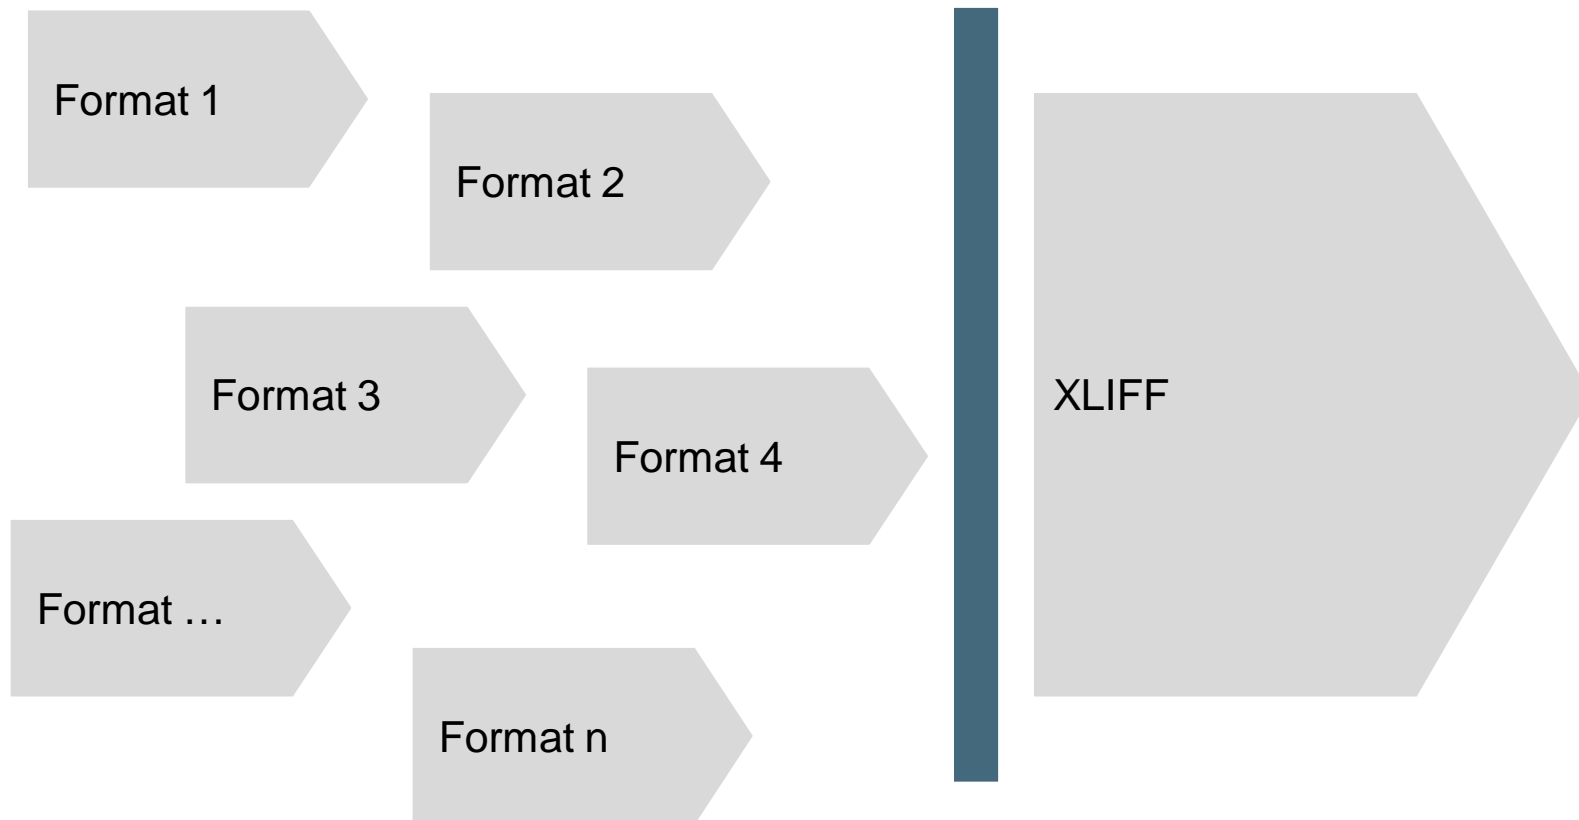 Format 1
Format 2
Format 3
Format 4
Format …
Format n
XLIFF